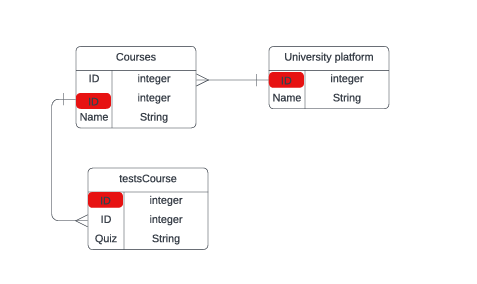 Courses
ID integer
ID integer
Name String
University platform
ID integer
Name String
testsCourse
ID integer
ID integer
Quiz String